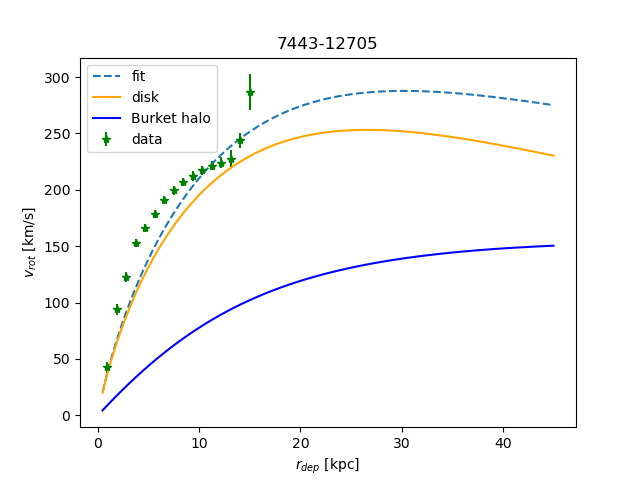 7443-12705
fit
disk
Burket halo
data
300
250
200
150
100
50
0
v_rot [km/s]
0 10 20 30 40
r_dep [kpc]